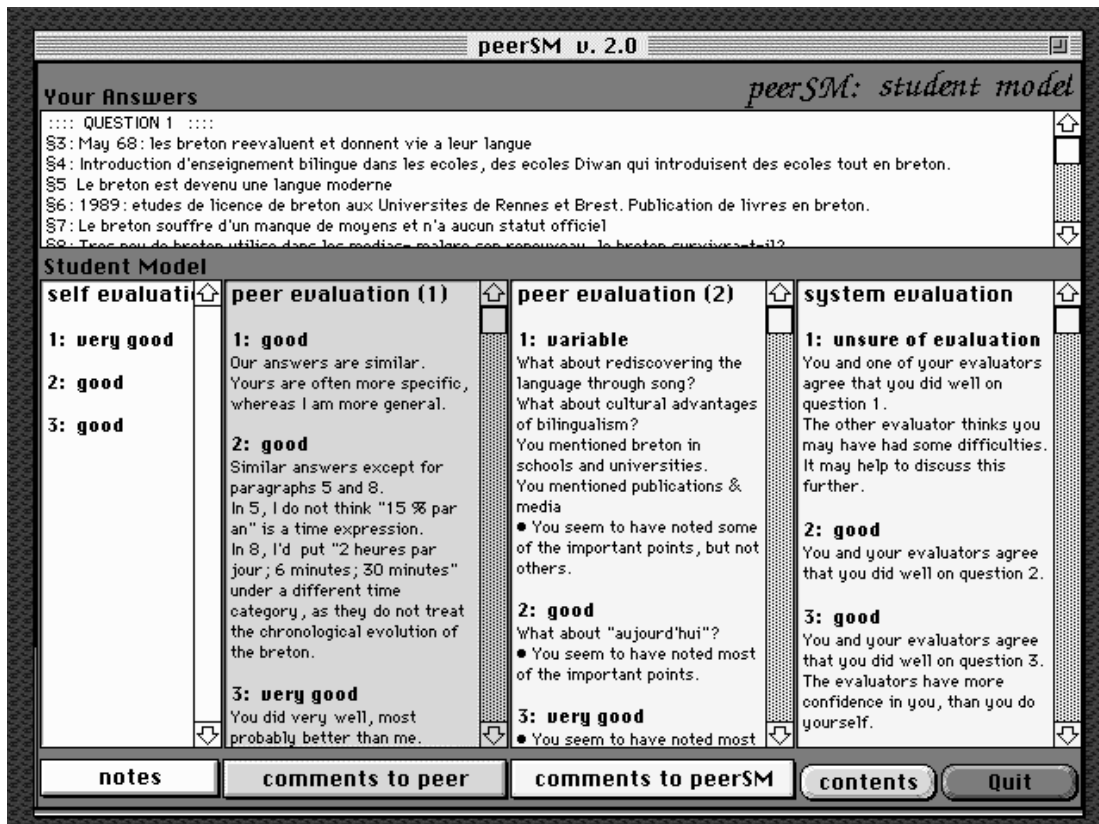 peerSM v. 2.0
Your Answers
peerSM: student model
:::: QUESTION 1 ::::
§3: May 68: les breton reevaluent et donnent vie a leur langue
§4: Introduction d'enseignement bilingue dans les ecoles, des ecoles Diwan qui introduisent des ecoles tout en breton.
§5 Le breton est devenu une langue moderne
§6: 1989: etudes de licence de breton aux Universites de Rennes et Brest. Publication de livres en breton.
§7: Le breton souffre d'un manque de moyens et n'a aucun statut officiel
§8: Tres peu de breton utilise dans les medias- malgre son renouveau, le breton survivra-t-il?
Student Model
self evaluati
1: very good
2: good
3: good
peer evaluation (1)
1: good
Our answers are similar.
Yours are often more specific,
whereas I am more general.
2: good
Similar answers except for
paragraphs 5 and 8.
In 5, I do not think "15 % par
an" is a time expression.
In 8, I'd put "2 heures par
jour; 6 minutes; 30 minutes"
under a different time
category, as they do not treat
the chronological evolution of
the breton.
3: very good
You did very well, most
probably better than me.
peer evaluation (2)
1: variable
What about rediscovering the
language through song?
What about cultural advantages
of bilingualism?
You mentioned breton in
schools and universities.
You mentioned publications &
media
• You seem to have noted some
of the important points, but not
others.
2: good
What about "aujourd'hui"?
• You seem to have noted most
of the important points.
3: very good
• You seem to have noted most
system evaluation
1: unsure of evaluation
You and one of your evaluators
agree that you did well on
question 1.
The other evaluator thinks you
may have had some difficulties.
It may help to discuss this
further.
2: good
You and your evaluators agree
that you did well on question 2.
3: good
You and your evaluators agree
that you did well on question 3.
The evaluators have more
confidence in you, than you do
yourself.
notes
comments to peer
comments to peerSM
contents
Quit